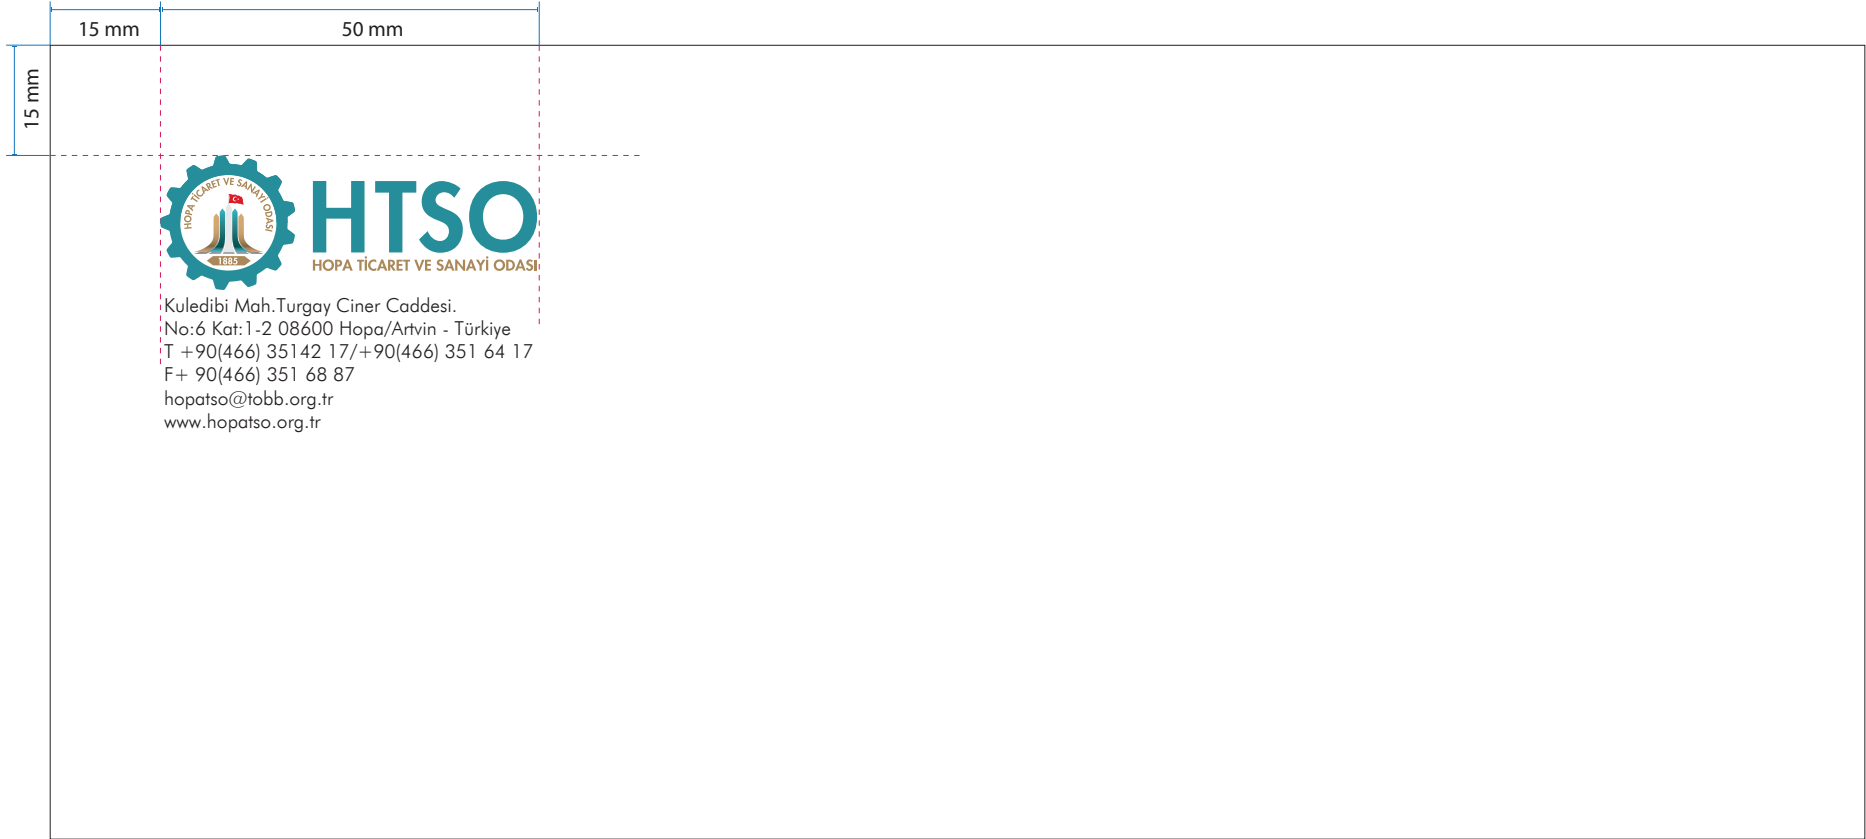 15 mm
50 mm
15 mm
HOPA TİCARET VE SANAYİ ODASI
1885
HTSO
HOPA TİCARET VE SANAYİ ODASI
Kuledibi Mah.Turgay Ciner Caddesi.
No:6 Kat:1-2 08600 Hopa/Artvin - Türkiye
T +90(466) 35142 17/+90(466) 351 64 17
F+ 90(466) 351 68 87
hopatso@tobb.org.tr
www.hopatso.org.tr